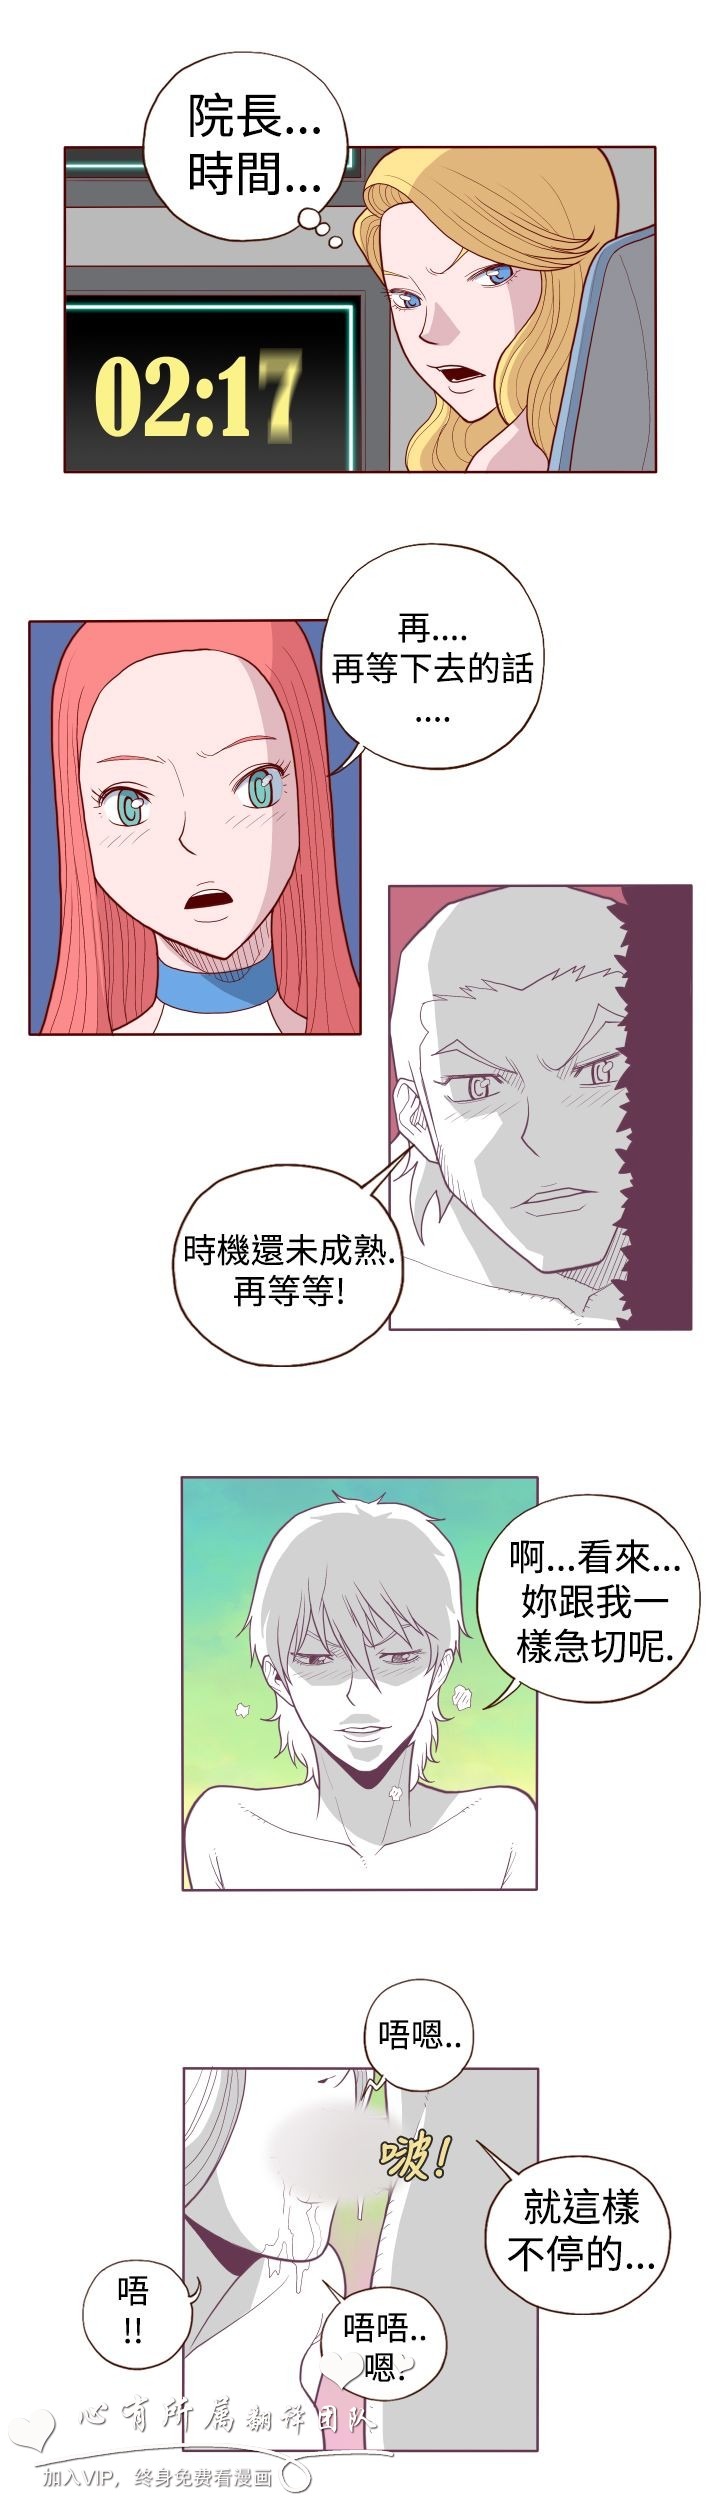 院長...
時間...
02:17
再....
再等下去的話
....
時機還未成熟.
再等等!
啊...看來...
妳跟我一
樣急切呢.
唔嗯..
啵!
就這樣
不停的...
唔
!!
唔唔..
嗯.
心有所属翻译团队
加入VIP，终身免费看漫画